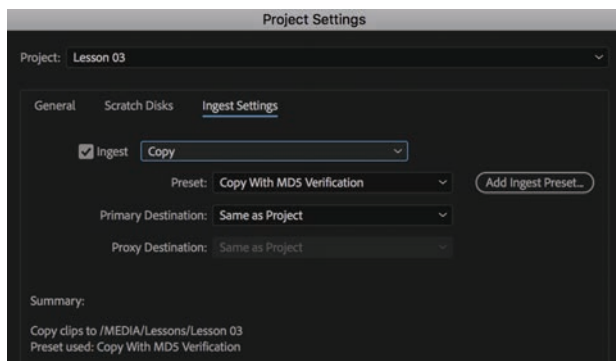 Project Settings
Project: Lesson 03
General Scratch Disks Ingest Settings
Ingest Copy
Preset: Copy With MD5 Verification Add Ingest Preset...
Primary Destination: Same as Project
Proxy Destination: Same as Project
Summary:
Copy clips to /MEDIA/Lessons/Lesson 03
Preset used: Copy With MD5 Verification